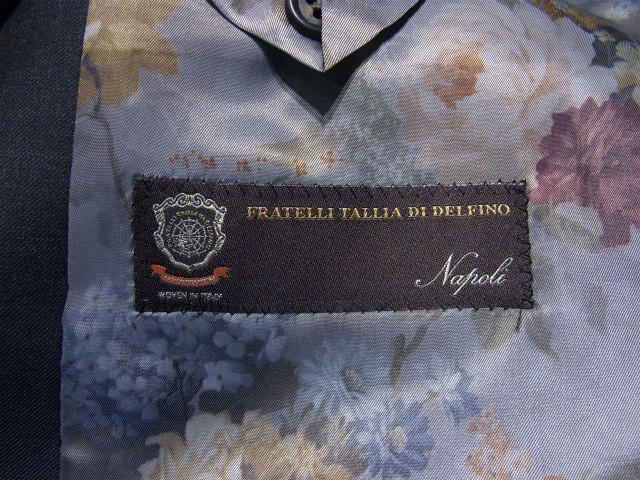 FRATELLI TALLIA DI DELFINO
Napoli
WOVEN IN ITALY